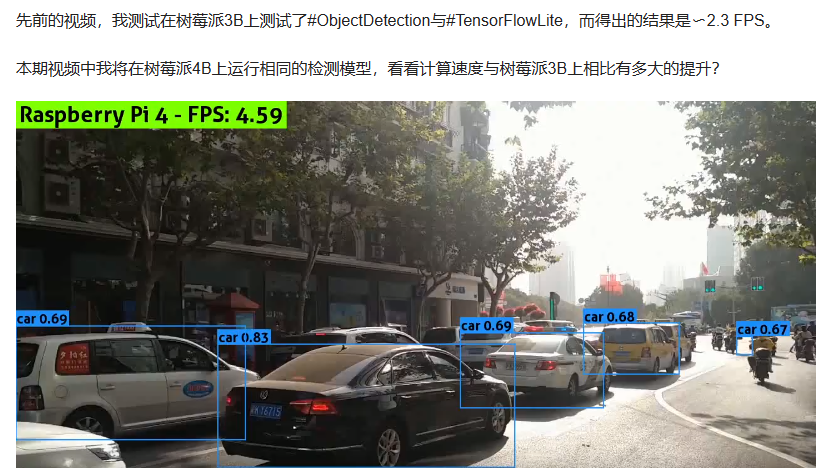 先前的视频，我测试在树莓派3B上测试了#ObjectDetection与#TensorFlowLite，而得出的结果是∽2.3 FPS。
本期视频中我将在树莓派4B上运行相同的检测模型，看看计算速度与树莓派3B上相比有多大的提升？
Raspberry Pi 4 - FPS: 4.59
car 0.69
car 0.83
car 0.69
car 0.68
car 0.67